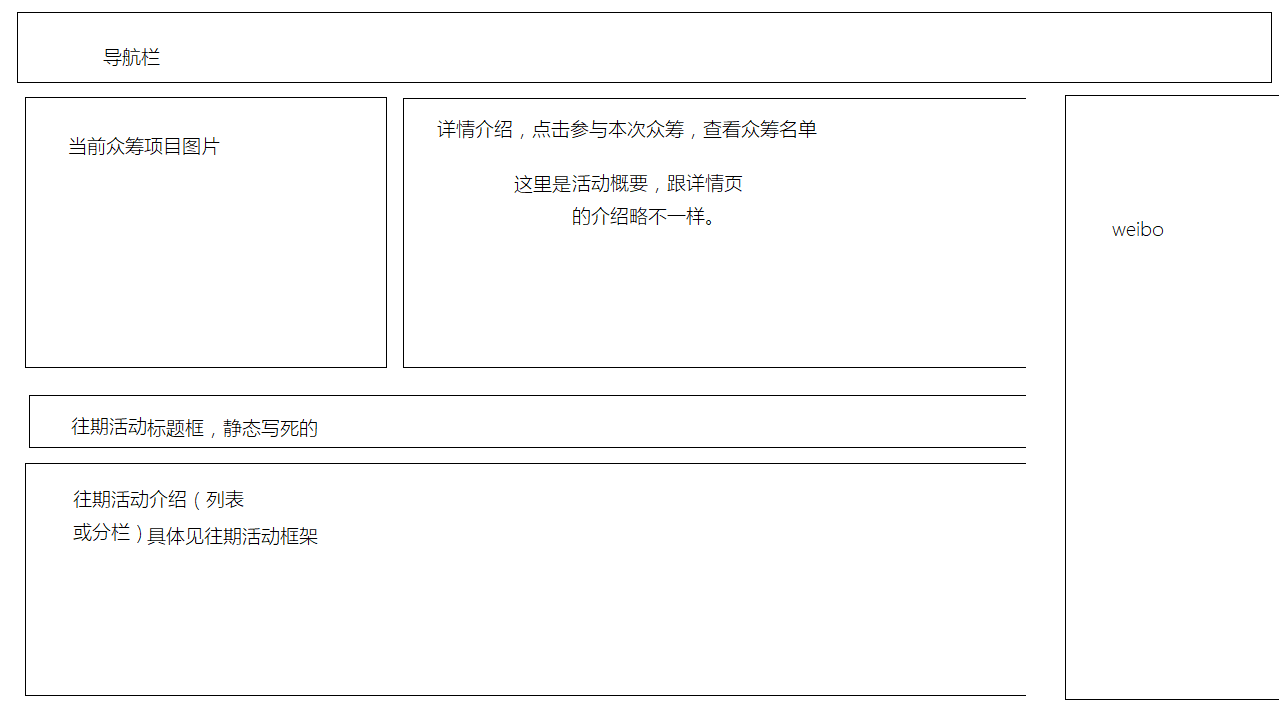 导航栏
当前众筹项目图片
详情介绍，点击参与本次众筹，查看众筹名单
这里是活动概要，跟详情页
的介绍略不一样。
weibo
往期活动标题框，静态写死的
往期活动介绍（列表
或分栏）具体见往期活动框架